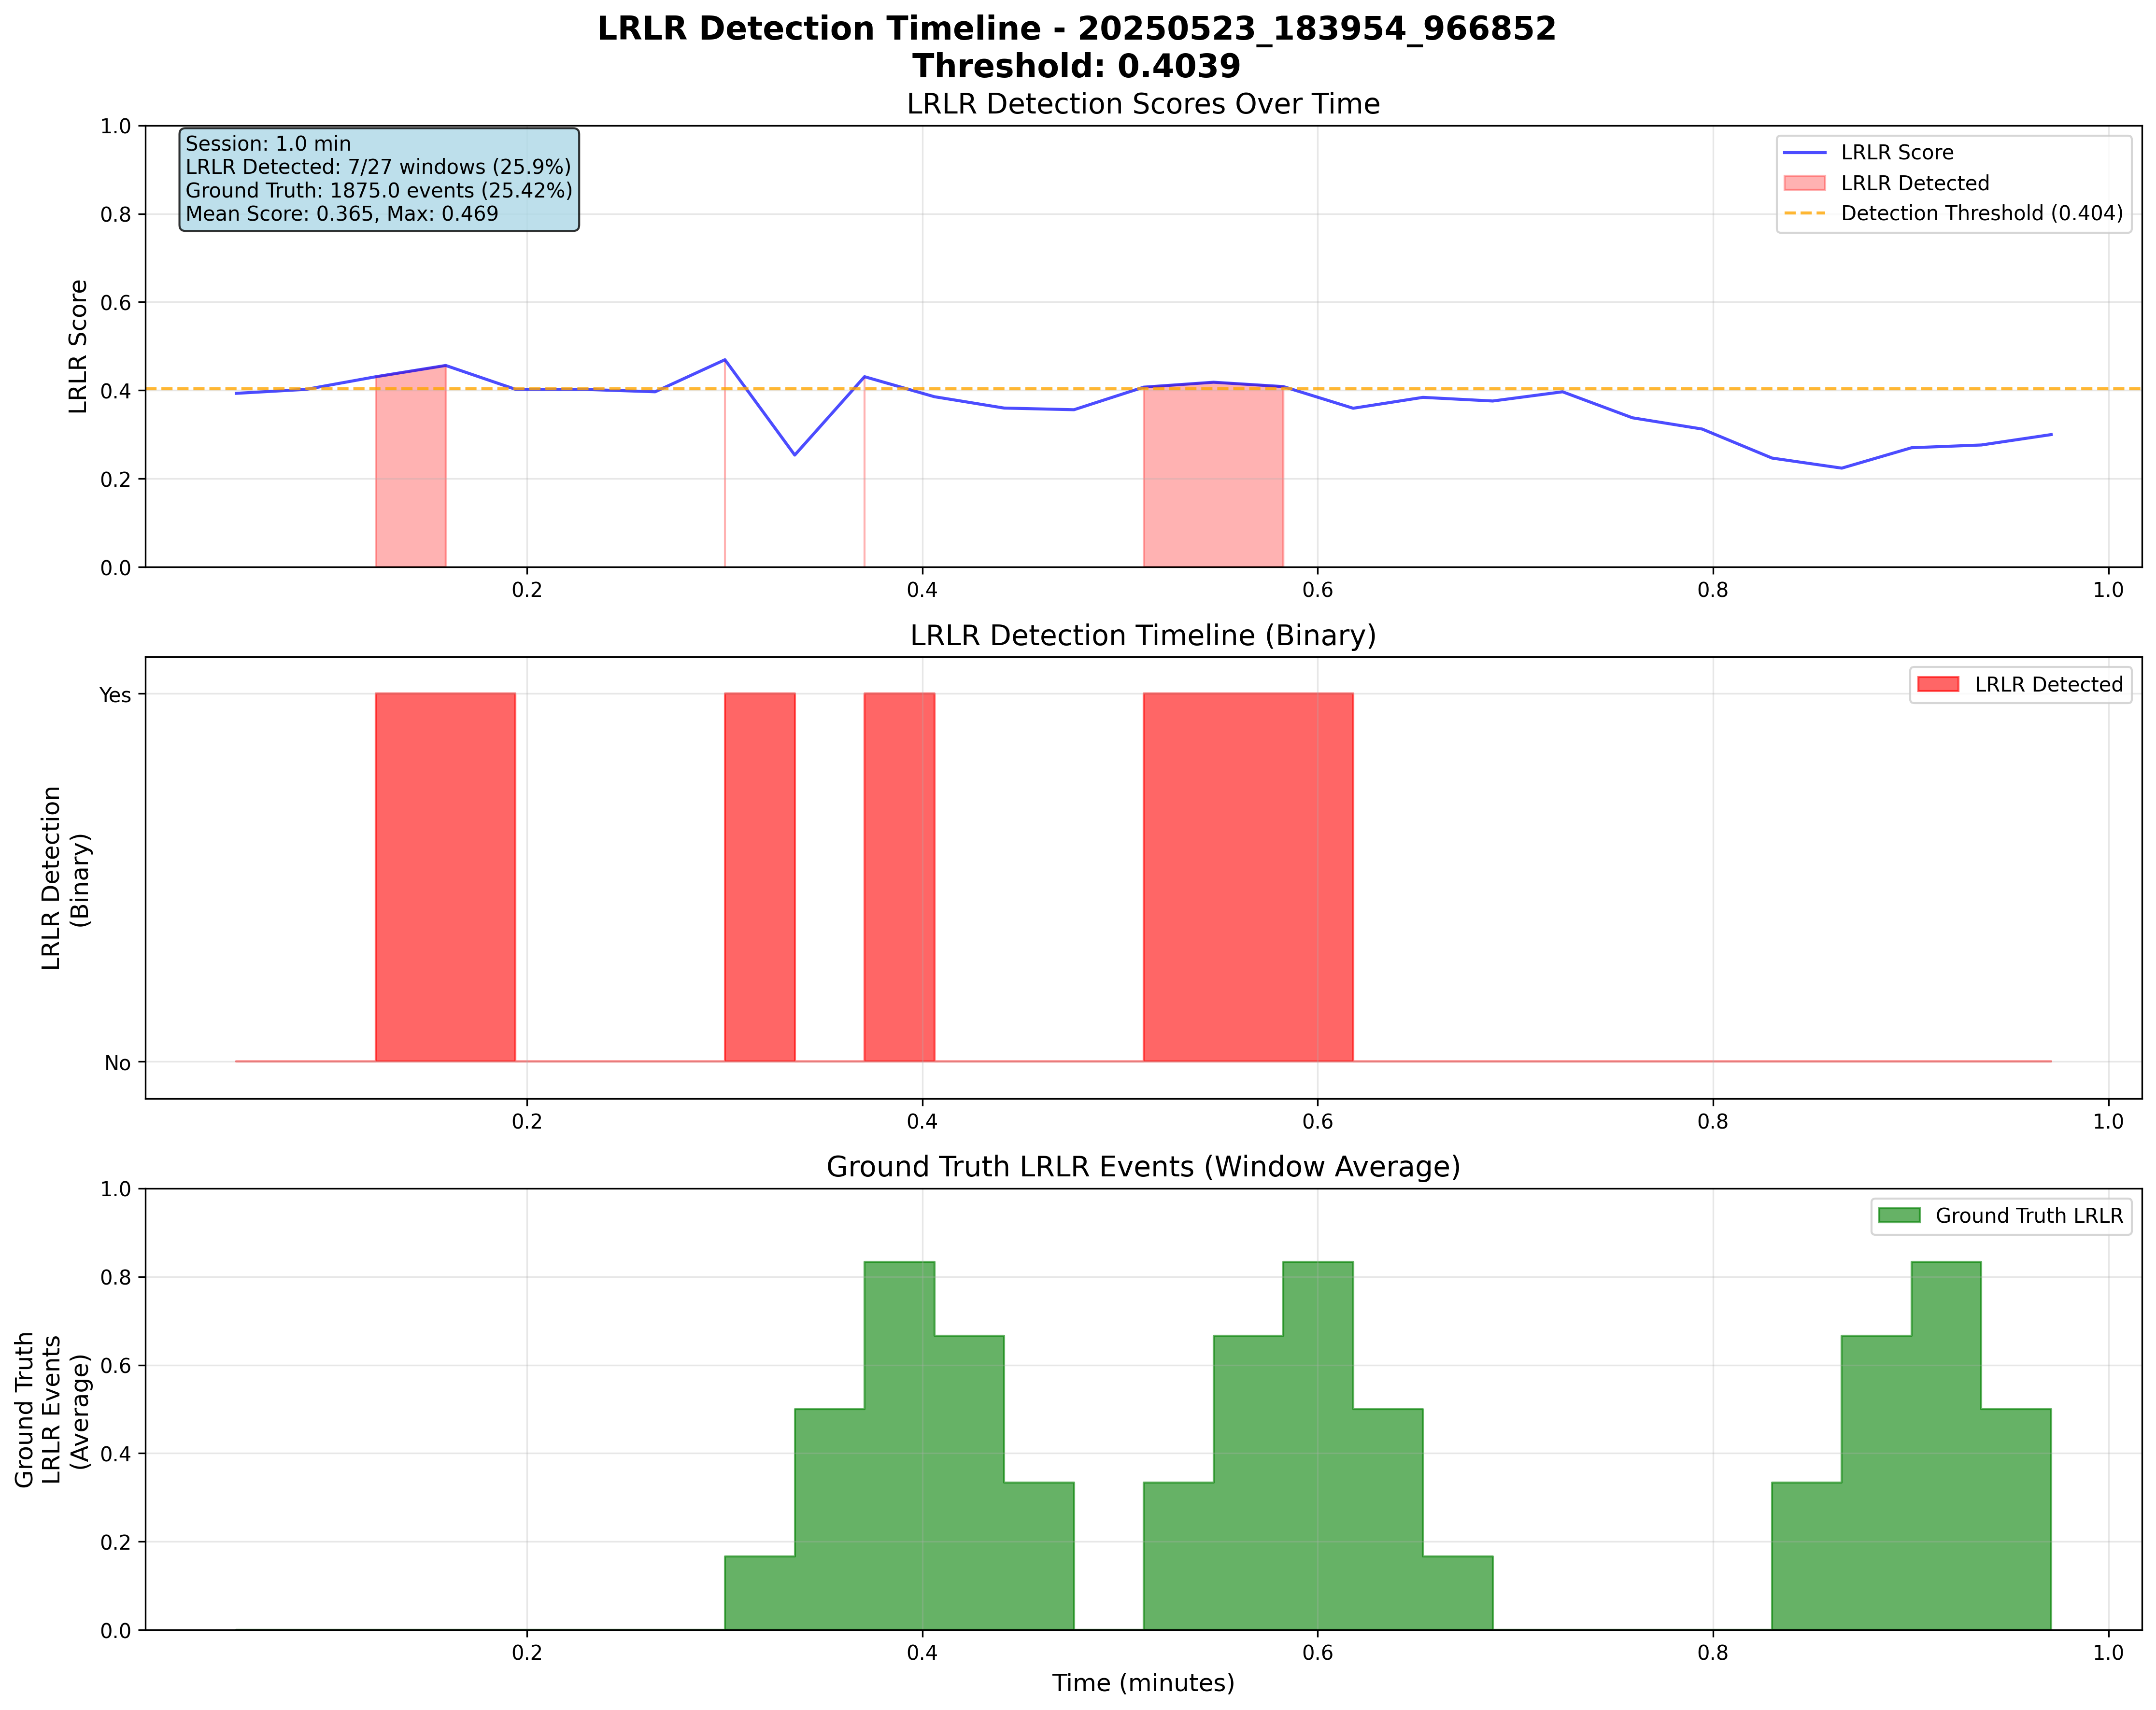 LRLR Detection Timeline - 20250523_183954_966852
Threshold: 0.4039
LRLR Detection Scores Over Time
Session: 1.0 min
LRLR Detected: 7/27 windows (25.9%)
Ground Truth: 1875.0 events (25.42%)
Mean Score: 0.365, Max: 0.469
LRLR Score
LRLR Detected
Detection Threshold (0.404)
LRLR Score
1.0
0.8
0.6
0.4
0.2
0.0
0.2 0.4 0.6 0.8 1.0
LRLR Detection Timeline (Binary)
LRLR Detected
LRLR Detection
(Binary)
Yes
No
0.2 0.4 0.6 0.8 1.0
Ground Truth LRLR Events (Window Average)
Ground Truth LRLR
Ground Truth
LRLR Events
(Average)
1.0
0.8
0.6
0.4
0.2
0.0
0.2 0.4 0.6 0.8 1.0
Time (minutes)